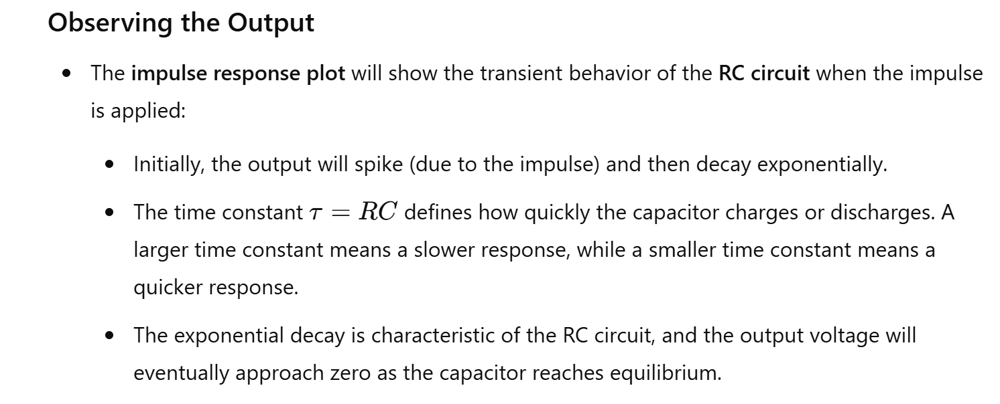 Observing the Output
• The impulse response plot will show the transient behavior of the RC circuit when the impulse
is applied:
• Initially, the output will spike (due to the impulse) and then decay exponentially.
• The time constant τ = RC defines how quickly the capacitor charges or discharges. A
larger time constant means a slower response, while a smaller time constant means a
quicker response.
• The exponential decay is characteristic of the RC circuit, and the output voltage will
eventually approach zero as the capacitor reaches equilibrium.